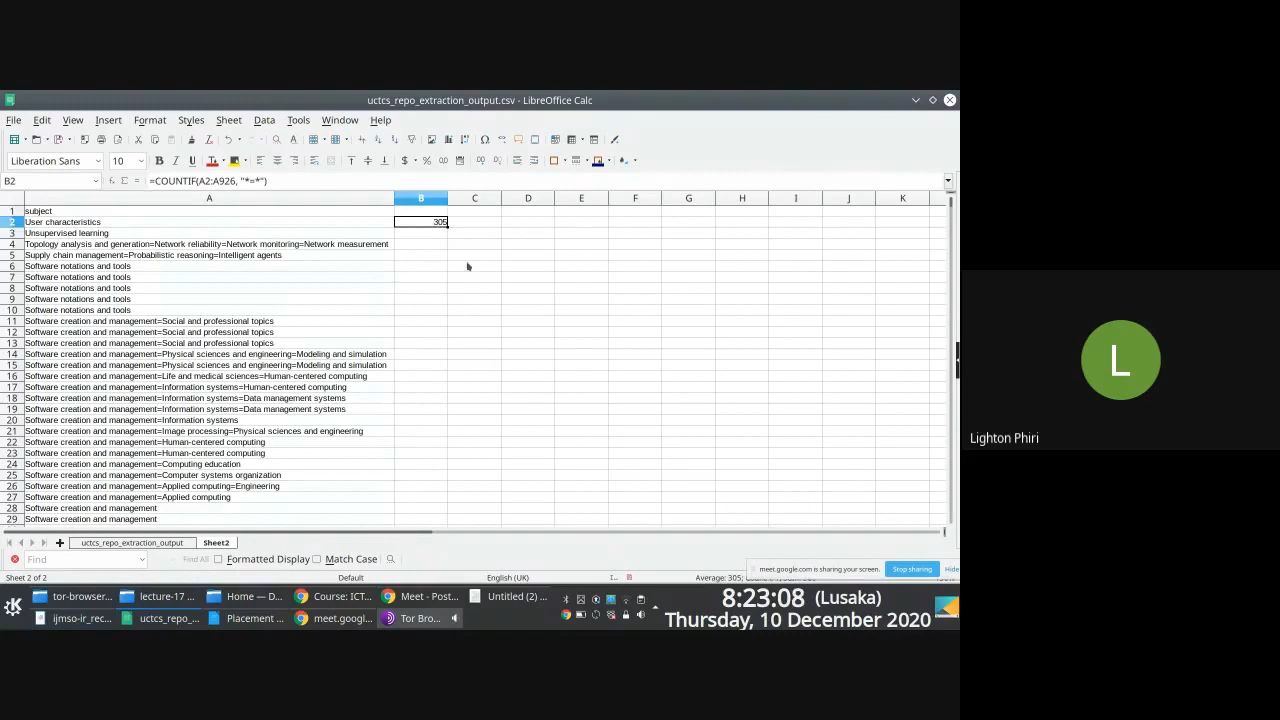 uctcs_repo_extraction_output.csv - LibreOffice Calc
File Edit View Insert Format Styles Sheet Data Tools Window Help
Liberation Sans 10
B2 =COUNTIF(A2:A926, "*=*")
A B C D E F G H I J K
1 subject
2 User characteristics 305
3 Unsupervised learning
4 Topology analysis and generation=Network reliability=Network monitoring=Network measurement
5 Supply chain management=Probabilistic reasoning=Intelligent agents
6 Software notations and tools
7 Software notations and tools
8 Software notations and tools
9 Software notations and tools
10 Software notations and tools
11 Software creation and management=Social and professional topics
12 Software creation and management=Social and professional topics
13 Software creation and management=Social and professional topics
14 Software creation and management=Physical sciences and engineering=Modeling and simulation
15 Software creation and management=Physical sciences and engineering=Modeling and simulation
16 Software creation and management=Life and medical sciences=Human-centered computing
17 Software creation and management=Information systems=Human-centered computing
18 Software creation and management=Information systems=Data management systems
19 Software creation and management=Information systems=Data management systems
20 Software creation and management=Information systems
21 Software creation and management=Image processing=Physical sciences and engineering
22 Software creation and management=Human-centered computing
23 Software creation and management=Human-centered computing
24 Software creation and management=Computing education
25 Software creation and management=Computer systems organization
26 Software creation and management=Applied computing=Engineering
27 Software creation and management=Applied computing
28 Software creation and management
29 Software creation and management
uctcs_repo_extraction_output Sheet2
Find Find All Formatted Display Match Case
meet.google.com is sharing your screen. Stop sharing Hide
Sheet 2 of 2 Default English (UK) Average: 305;
tor-browser... lecture-17 ... Home — D... Course: ICT... Meet - Post... Untitled (2) ...
ijmso-ir_rec... uctcs_repo_... Placement ... meet.googl... Tor Bro...
8:23:08 (Lusaka)
Thursday, 10 December 2020
L
Lighton Phiri